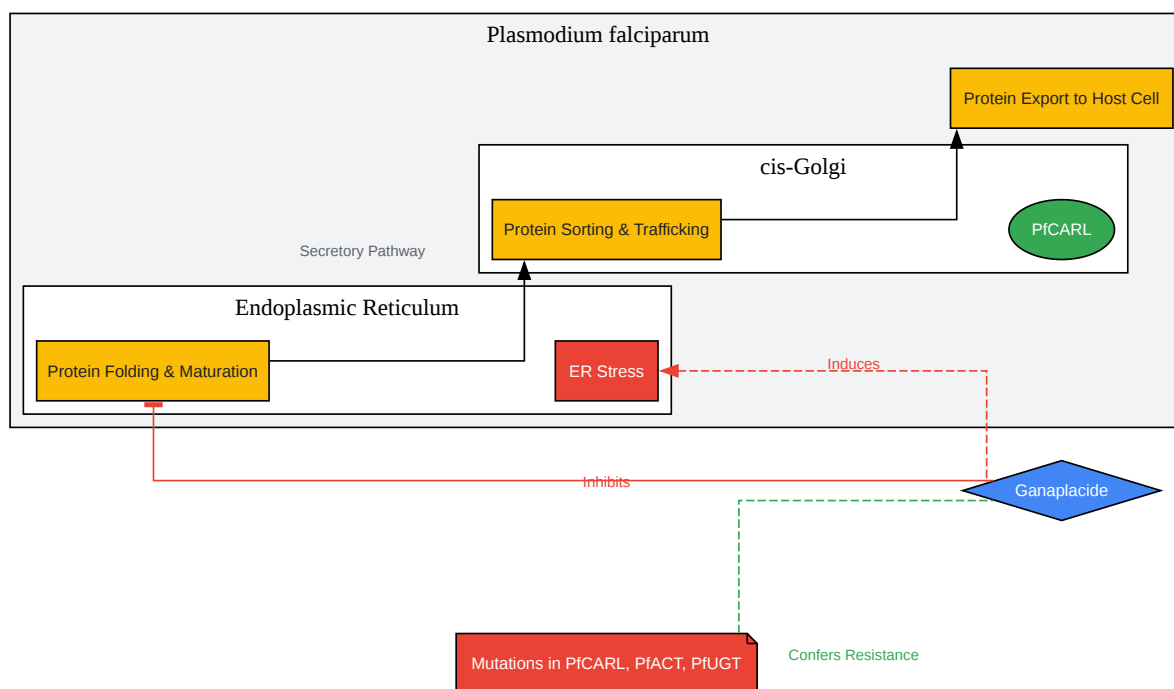 Plasmodium falciparum
Protein Export to Host Cell
cis-Golgi
Protein Sorting & Trafficking
PfCARL
Secretory Pathway
Endoplasmic Reticulum
Protein Folding & Maturation
ER Stress
Induces
Inhibits
Ganaplacide
Mutations in PfCARL, PfACT, PfUGT
Confers Resistance